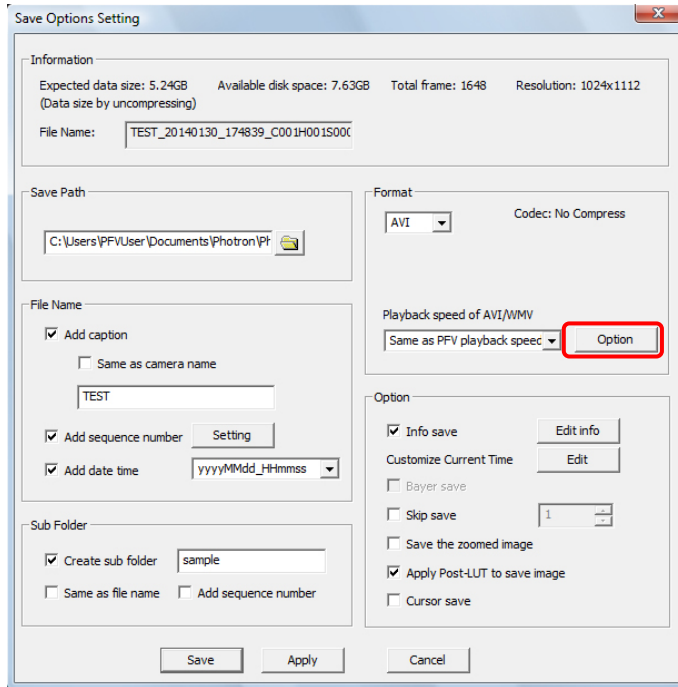 Save Options Setting
Information
Expected data size: 5.24GB Available disk space: 7.63GB Total frame: 1648 Resolution: 1024x1112
(Data size by uncompressing)
File Name: TEST_20140130_174839_C001H001S000
Save Path
C:\Users\PFVUser\Documents\Photron\Ph
File Name
Add caption
Same as camera name
TEST
Add sequence number Setting
Add date time yyyyMMdd_HHmmss
Sub Folder
Create sub folder sample
Same as file name Add sequence number
Format
AVI Codec: No Compress
Playback speed of AVI/WMV
Same as PFV playback speed Option
Option
Info save Edit info
Customize Current Time Edit
Bayer save
Skip save 1
Save the zoomed image
Apply Post-LUT to save image
Cursor save
Save Apply Cancel